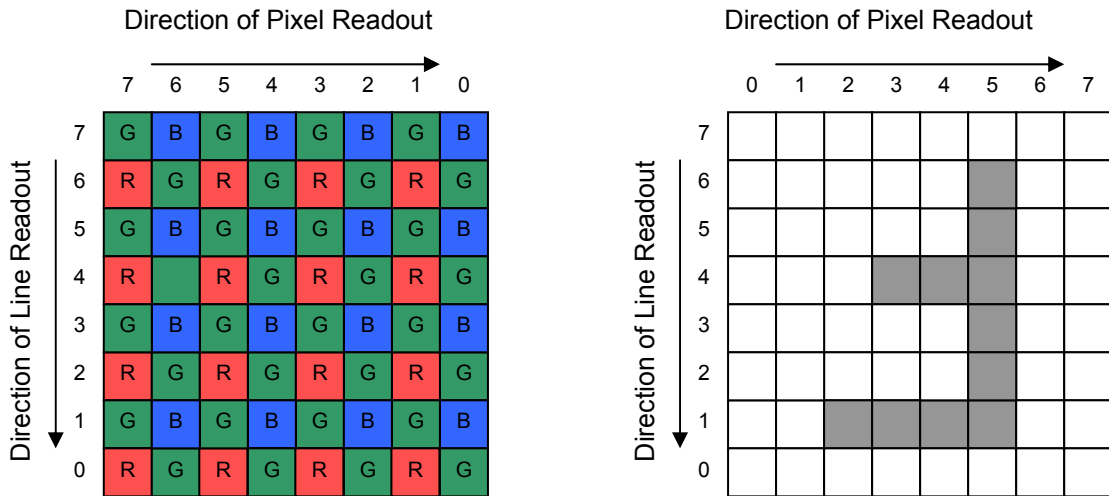 Direction of Pixel Readout
7 6 5 4 3 2 1 0
Direction of Line Readout
7 G B G B G B G B
6 R G R G R G R G
5 G B G B G B G B
4 R R G R G R G
3 G B G B G B G B
2 R G R G R G R G
1 G B G B G B G B
0 R G R G R G R G
Direction of Pixel Readout
0 1 2 3 4 5 6 7
Direction of Line Readout
7
6
5
4
3
2
1
0